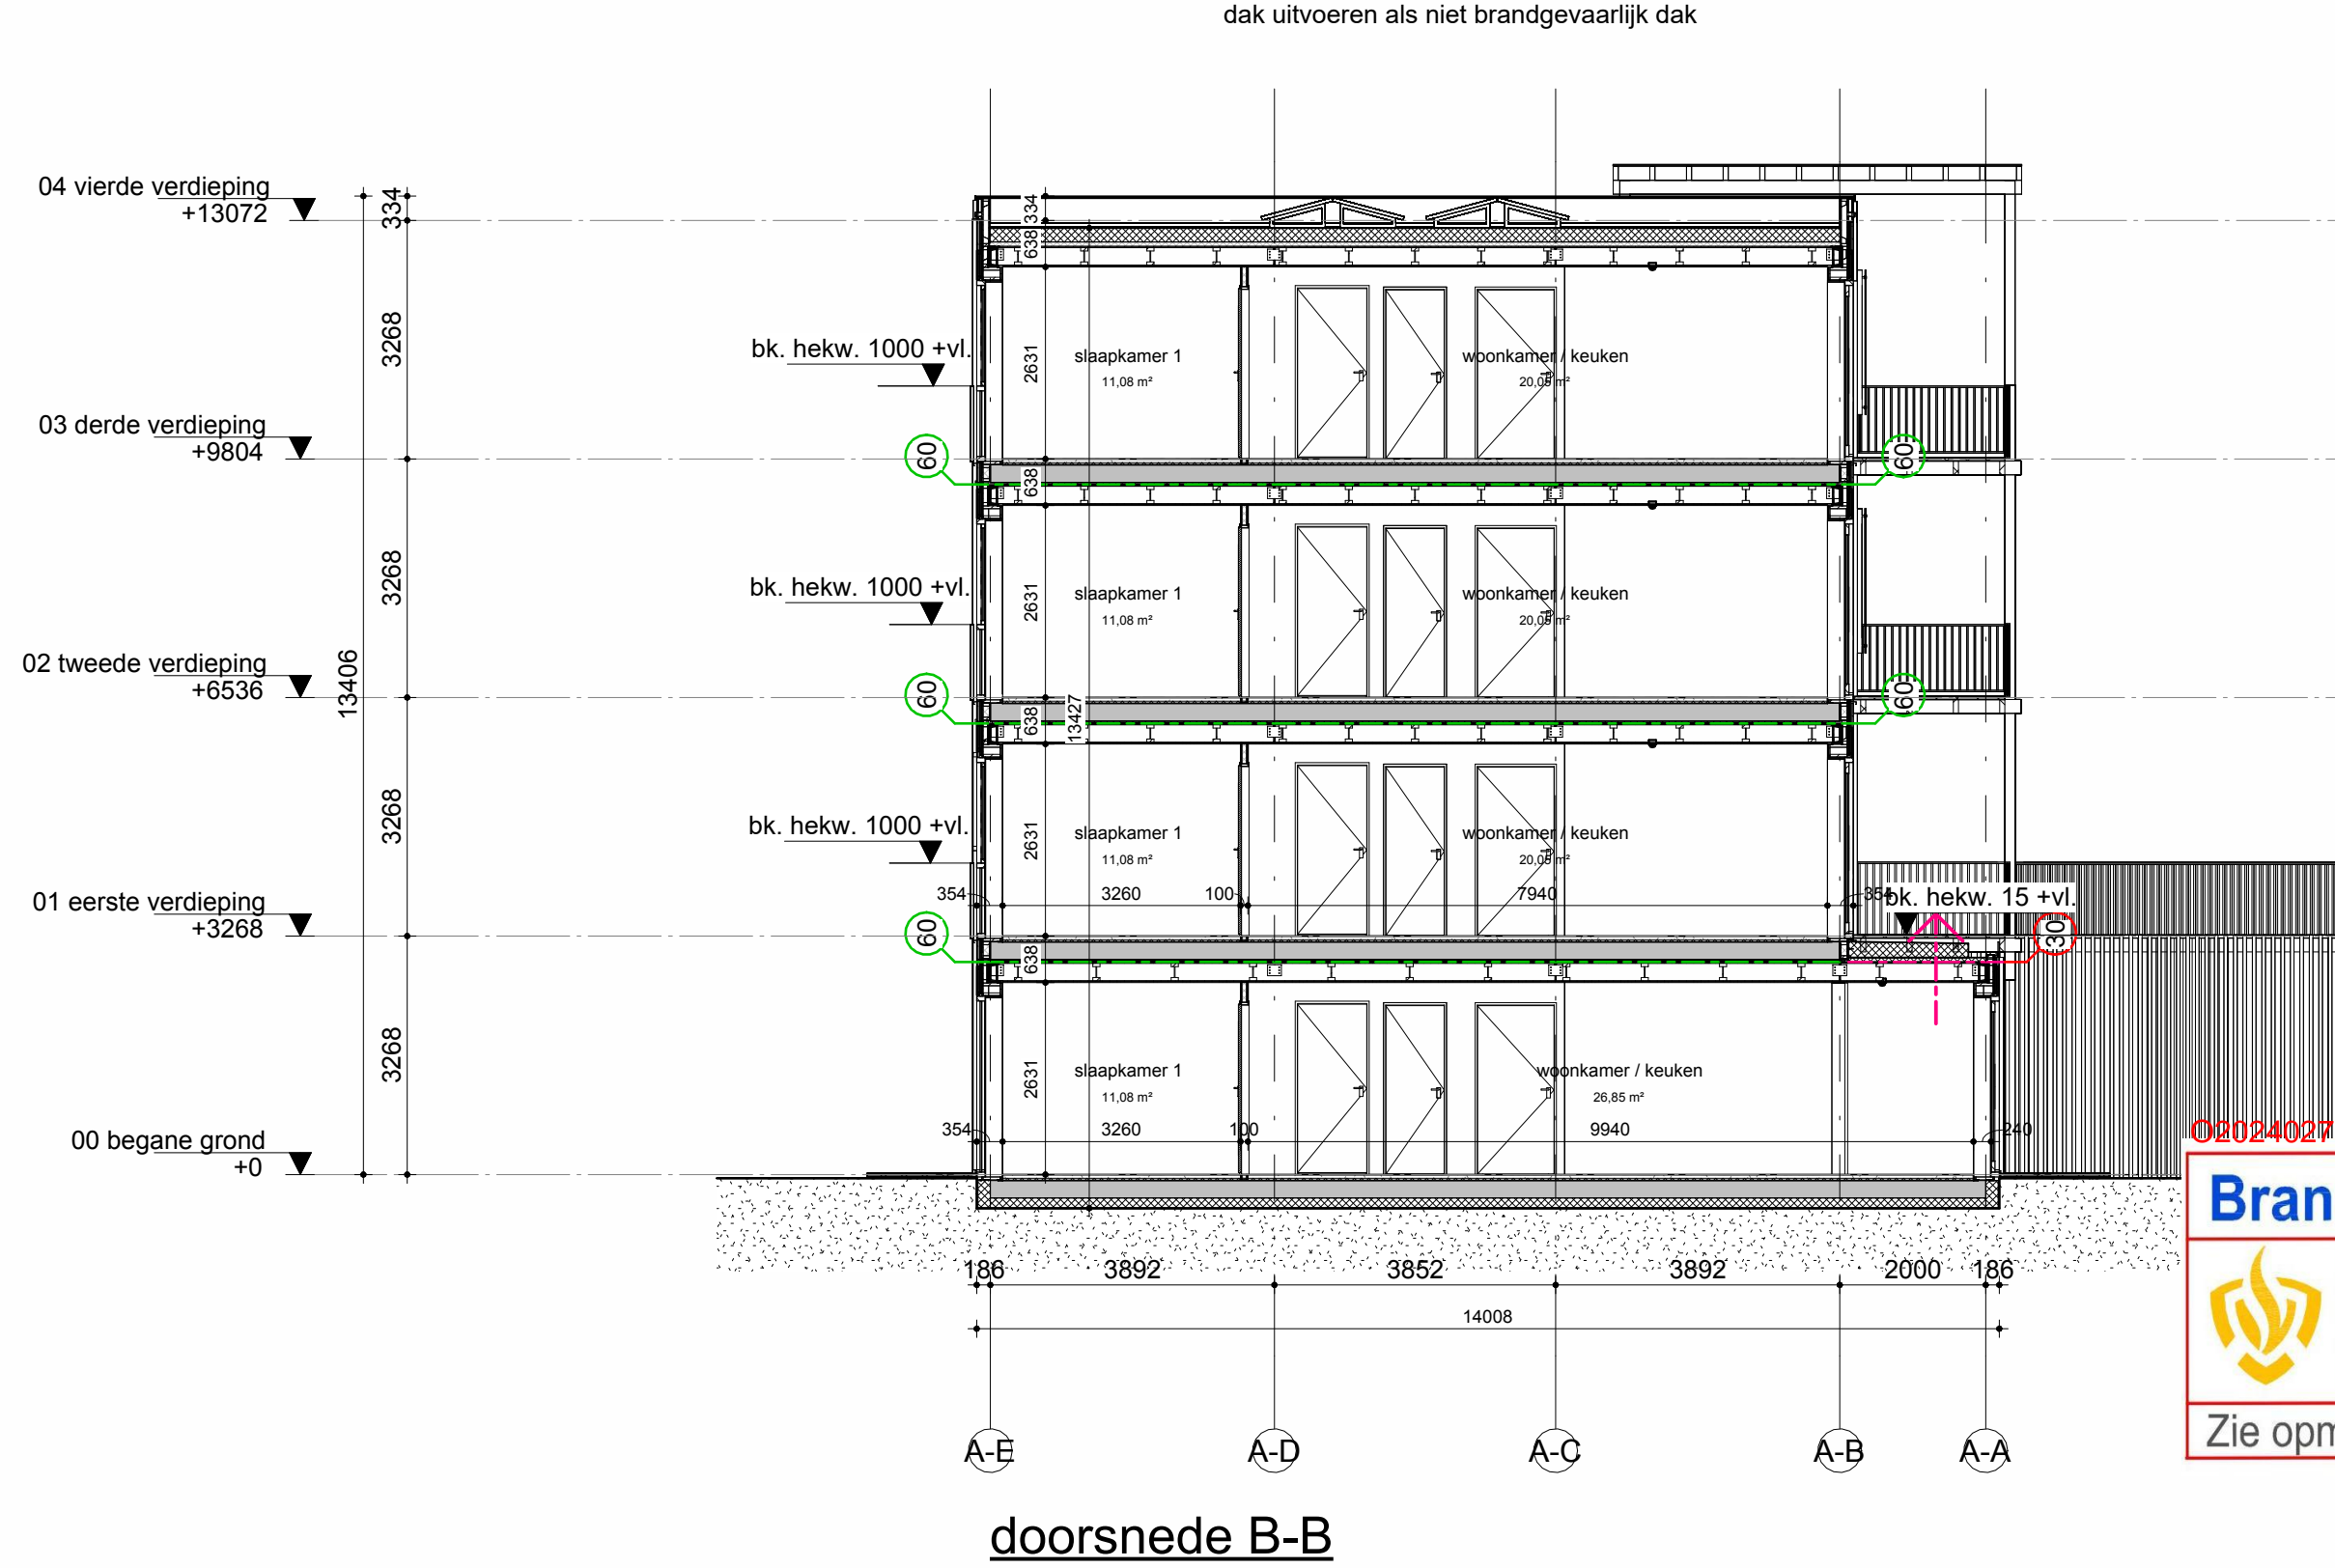 dak uitvoeren als niet brandgevaarlijk dak
04 vierde verdieping
+13072
334
334
638
3268
bk. hekw. 1000 +vl.
2631
slaapkamer 1
11,08 m²
woonkamer / keuken
20,05 m²
03 derde verdieping
+9804
60
60
638
3268
bk. hekw. 1000 +vl.
2631
slaapkamer 1
11,08 m²
woonkamer / keuken
20,05 m²
02 tweede verdieping
+6536
13406
60
60
638
13427
3268
bk. hekw. 1000 +vl.
2631
slaapkamer 1
11,08 m²
woonkamer / keuken
20,05 m²
354
3260
100
7940
354
bk. hekw. 15 +vl.
01 eerste verdieping
+3268
60
30
638
3268
2631
slaapkamer 1
11,08 m²
woonkamer / keuken
26,85 m²
354
3260
100
9940
240
00 begane grond
+0
O2024027
Bran
186
3892
3852
3892
2000
186
14008
Zie opm
A-E
A-D
A-C
A-B
A-A
doorsnede B-B